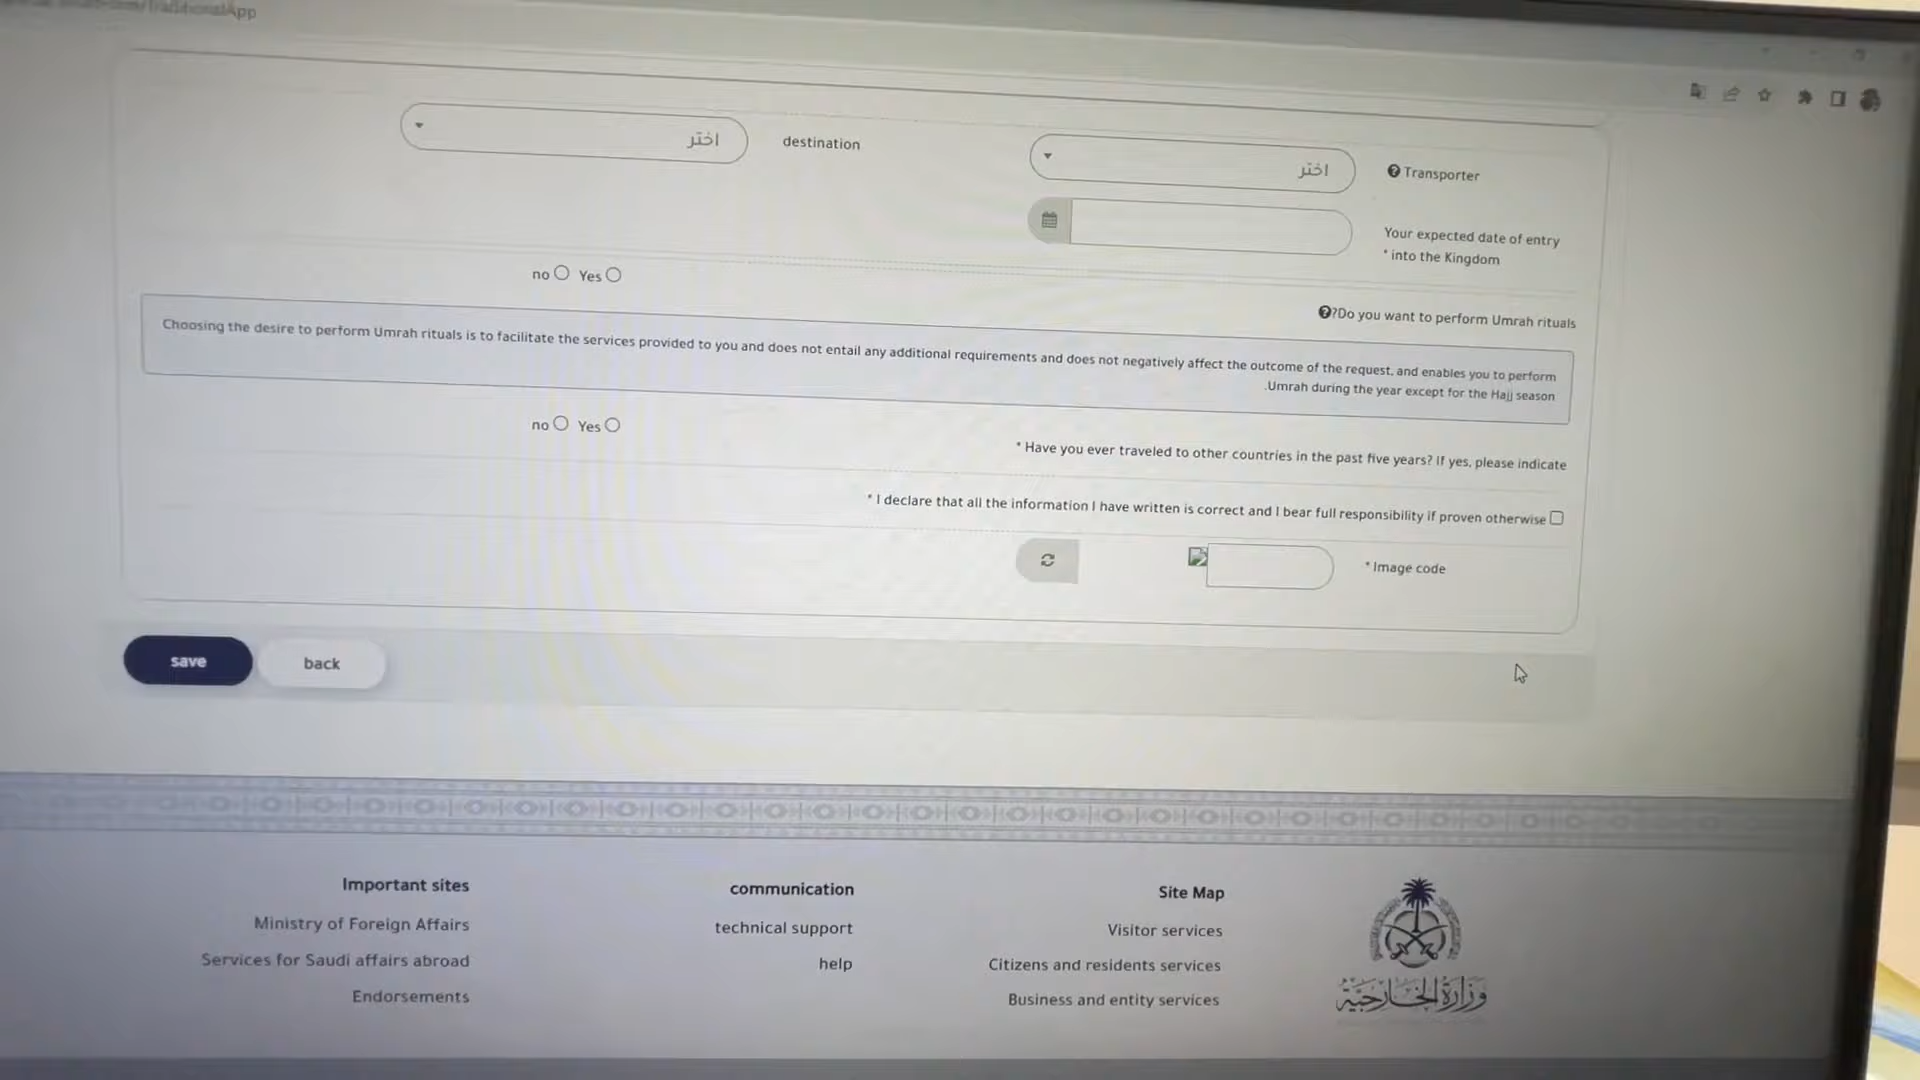 TraditionalApp
Transporter
اختر
destination
اختر
Your expected date of entry
* into the Kingdom
?Do you want to perform Umrah rituals
no Yes
Choosing the desire to perform Umrah rituals is to facilitate the services provided to you and does not entail any additional requirements and does not negatively affect the outcome of the request, and enables you to perform
.Umrah during the year except for the Hajj season
* Have you ever traveled to other countries in the past five years? If yes, please indicate
no Yes
* I declare that all the information I have written is correct and I bear full responsibility if proven otherwise
* Image code
save
back
Important sites
Ministry of Foreign Affairs
Services for Saudi affairs abroad
Endorsements
communication
technical support
help
Site Map
Visitor services
Citizens and residents services
Business and entity services
وزارة الخارجية